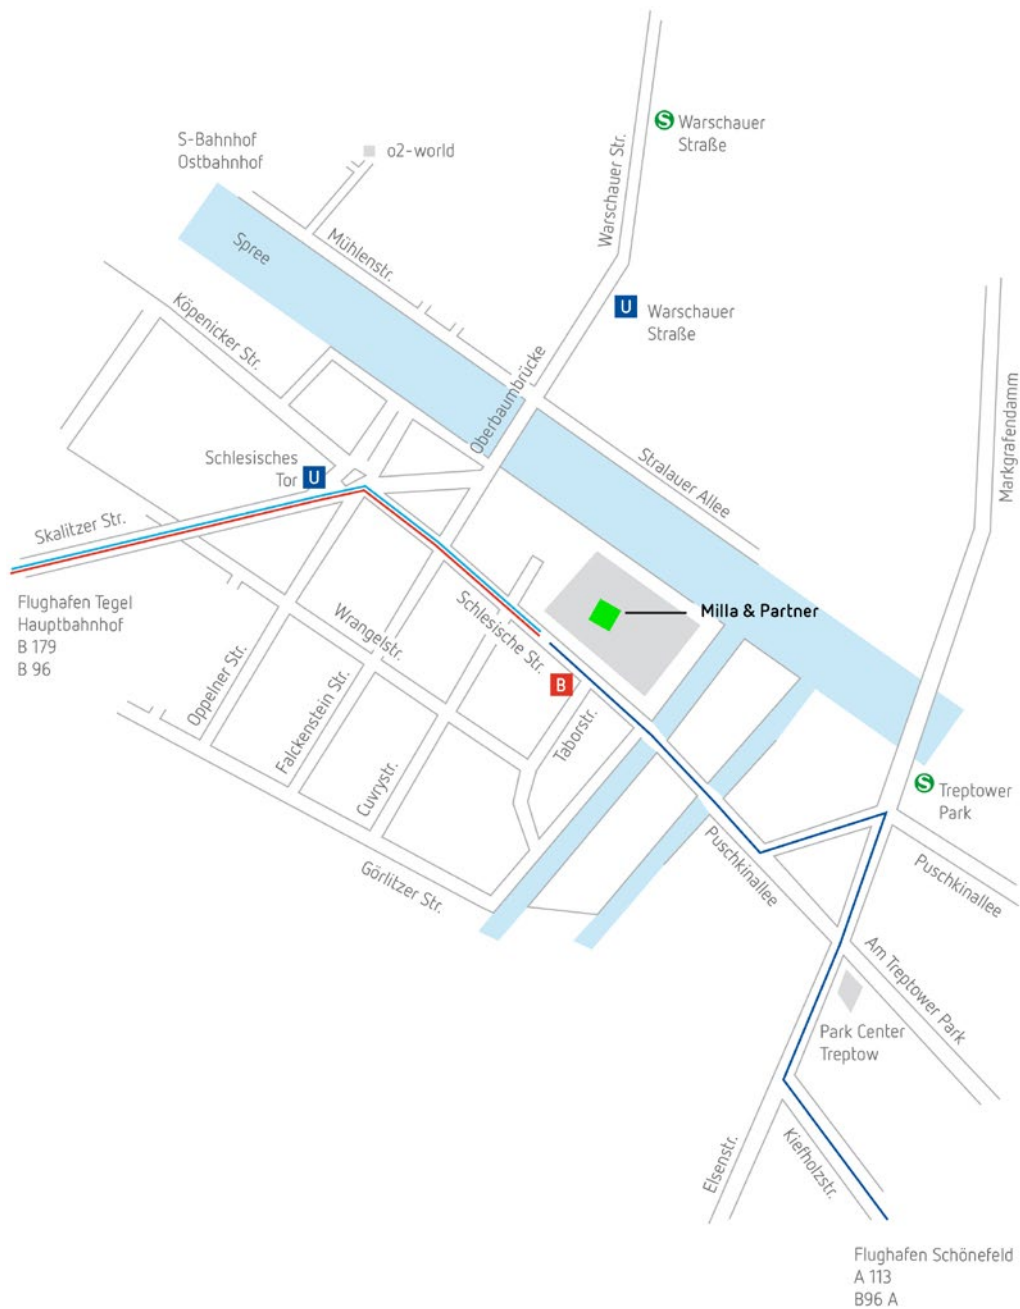 S
Warschauer
Straße
S-Bahnhof
Ostbahnhof
o2-world
Warschauer Str.
Spree
Mühlenstr.
Köpenicker Str.
U
Warschauer
Straße
Oberbaumbrücke
Markgrafendamm
Schlesisches
Tor
U
Stralauer Allee
Skalitzer Str.
Flughafen Tegel
Hauptbahnhof
B 179
B 96
Wrangelstr.
Schlesische Str.
Milla & Partner
B
Oppelner Str.
Falckenstein Str.
Taborstr.
Cuvrystr.
S
Treptower
Park
Görlitzer Str.
Puschkinallee
Puschkinallee
Am Treptower Park
Park Center
Treptow
Elsenstr.
Kiefholzstr.
Flughafen Schönefeld
A 113
B96 A